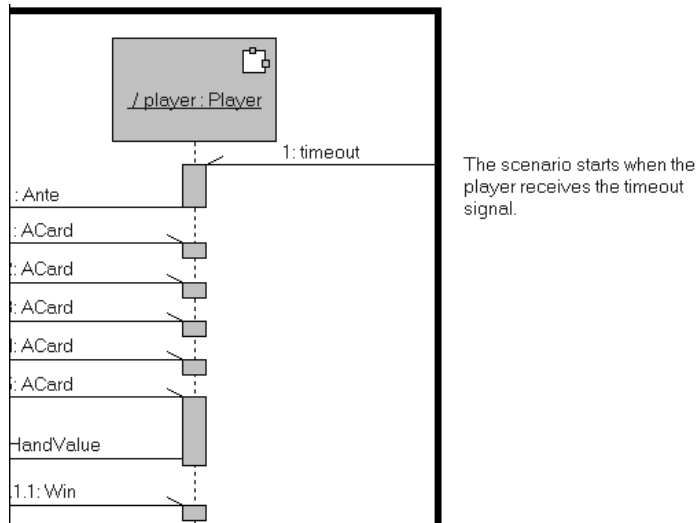 / player : Player
1: timeout
The scenario starts when the
player receives the timeout
signal.
: Ante
: ACard
: ACard
: ACard
: ACard
: ACard
HandValue
.1.1: Win